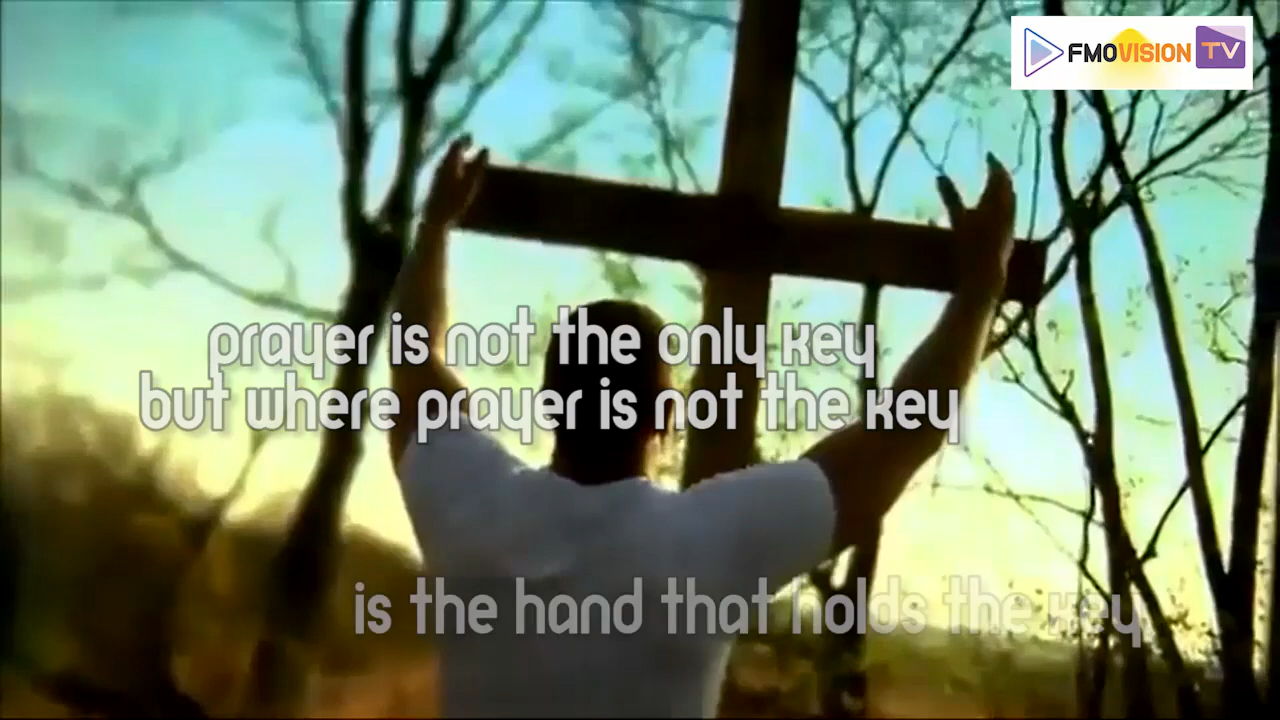 FMOVISION TV
prayer is not the only key
but where prayer is not the key
is the hand that holds the key,